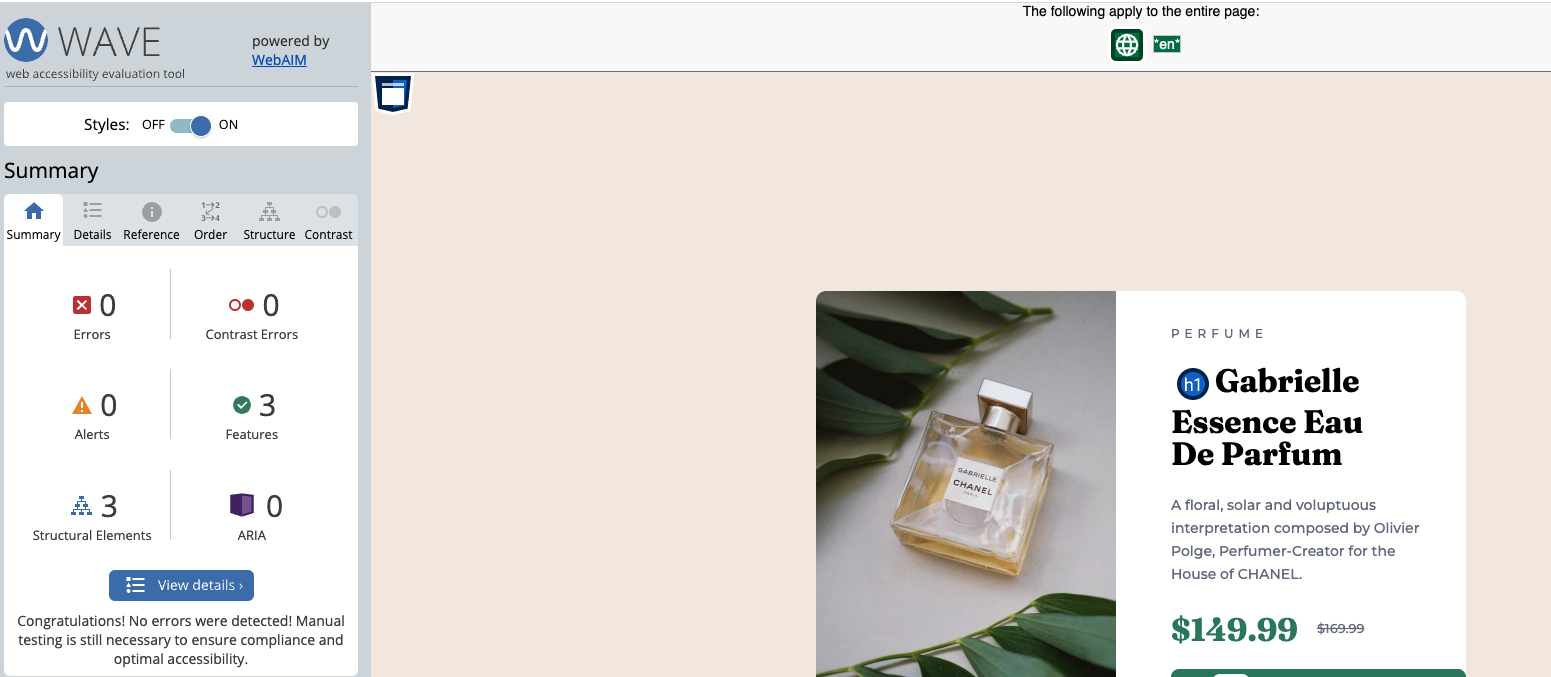 WAVE
powered by
WebAIM
web accessibility evaluation tool
Styles: OFF ON
Summary
Summary Details Reference Order Structure Contrast
1 2
3 4
0 Errors
0 Contrast Errors
0 Alerts
3 Features
3 Structural Elements
0 ARIA
View details ›
Congratulations! No errors were detected! Manual
testing is still necessary to ensure compliance and
optimal accessibility.
The following apply to the entire page:
*en*
GABRIELLE
CHANEL
PARIS
PERFUME
h1 Gabrielle
Essence Eau
De Parfum
A floral, solar and voluptuous
interpretation composed by Olivier
Polge, Perfumer-Creator for the
House of CHANEL.
$149.99 $169.99